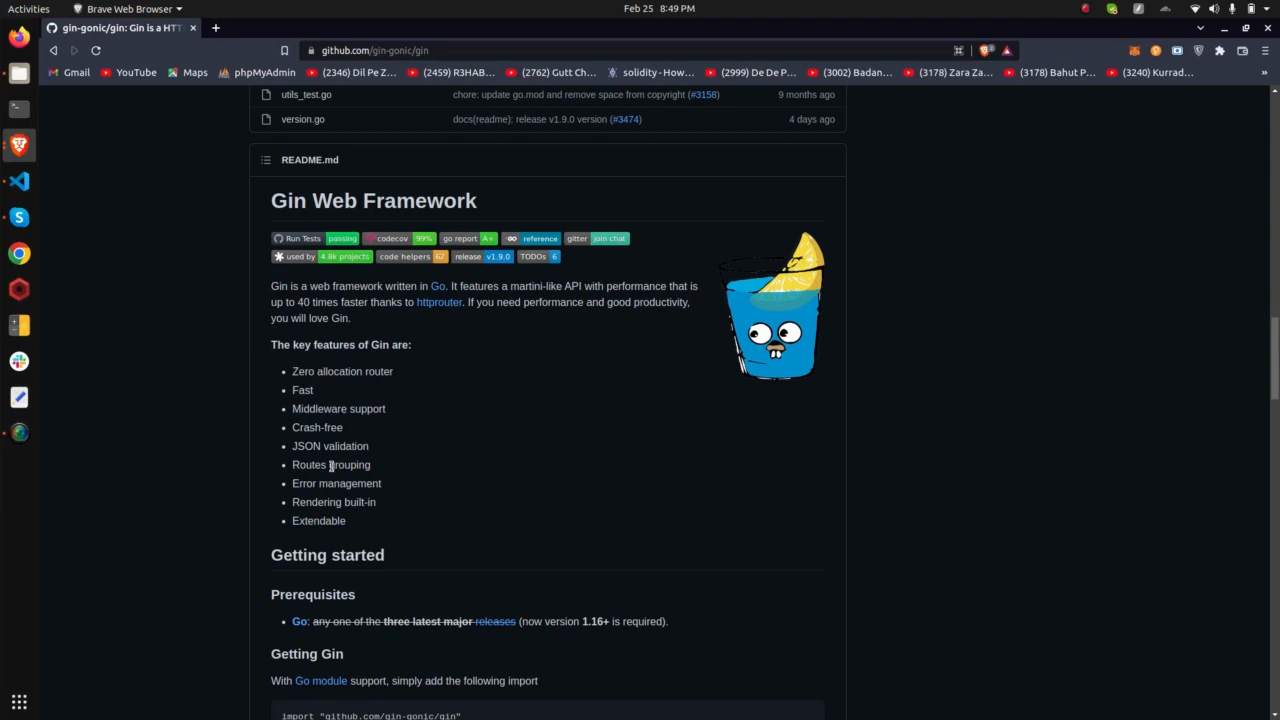 Activities
Brave Web Browser
Feb 25 8:49 PM
gin-gonic/gin: Gin is a HTT
github.com/gin-gonic/gin
Gmail
YouTube
Maps
phpMyAdmin
(2346) Dil Pe Z...
(2459) R3HAB...
(2762) Gutt Ch...
solidity - How...
(2999) De De P...
(3002) Badan...
(3178) Zara Za...
(3178) Bahut P...
(3240) Kurrad...
»
utils_test.go chore: update go.mod and remove space from copyright (#3158) 9 months ago
version.go docs(readme): release v1.9.0 version (#3474) 4 days ago
README.md
Gin Web Framework
Run Tests passing codecov 99% go report A+ reference gitter join chat
used by 4.8k projects code helpers 62 release v1.9.0 TODOs 6
Gin is a web framework written in Go. It features a martini-like API with performance that is
up to 40 times faster thanks to httprouter. If you need performance and good productivity,
you will love Gin.
The key features of Gin are:
• Zero allocation router
• Fast
• Middleware support
• Crash-free
• JSON validation
• Routes grouping
• Error management
• Rendering built-in
• Extendable
Getting started
Prerequisites
• Go: any one of the three latest major releases (now version 1.16+ is required).
Getting Gin
With Go module support, simply add the following import
import "github.com/gin-gonic/gin"